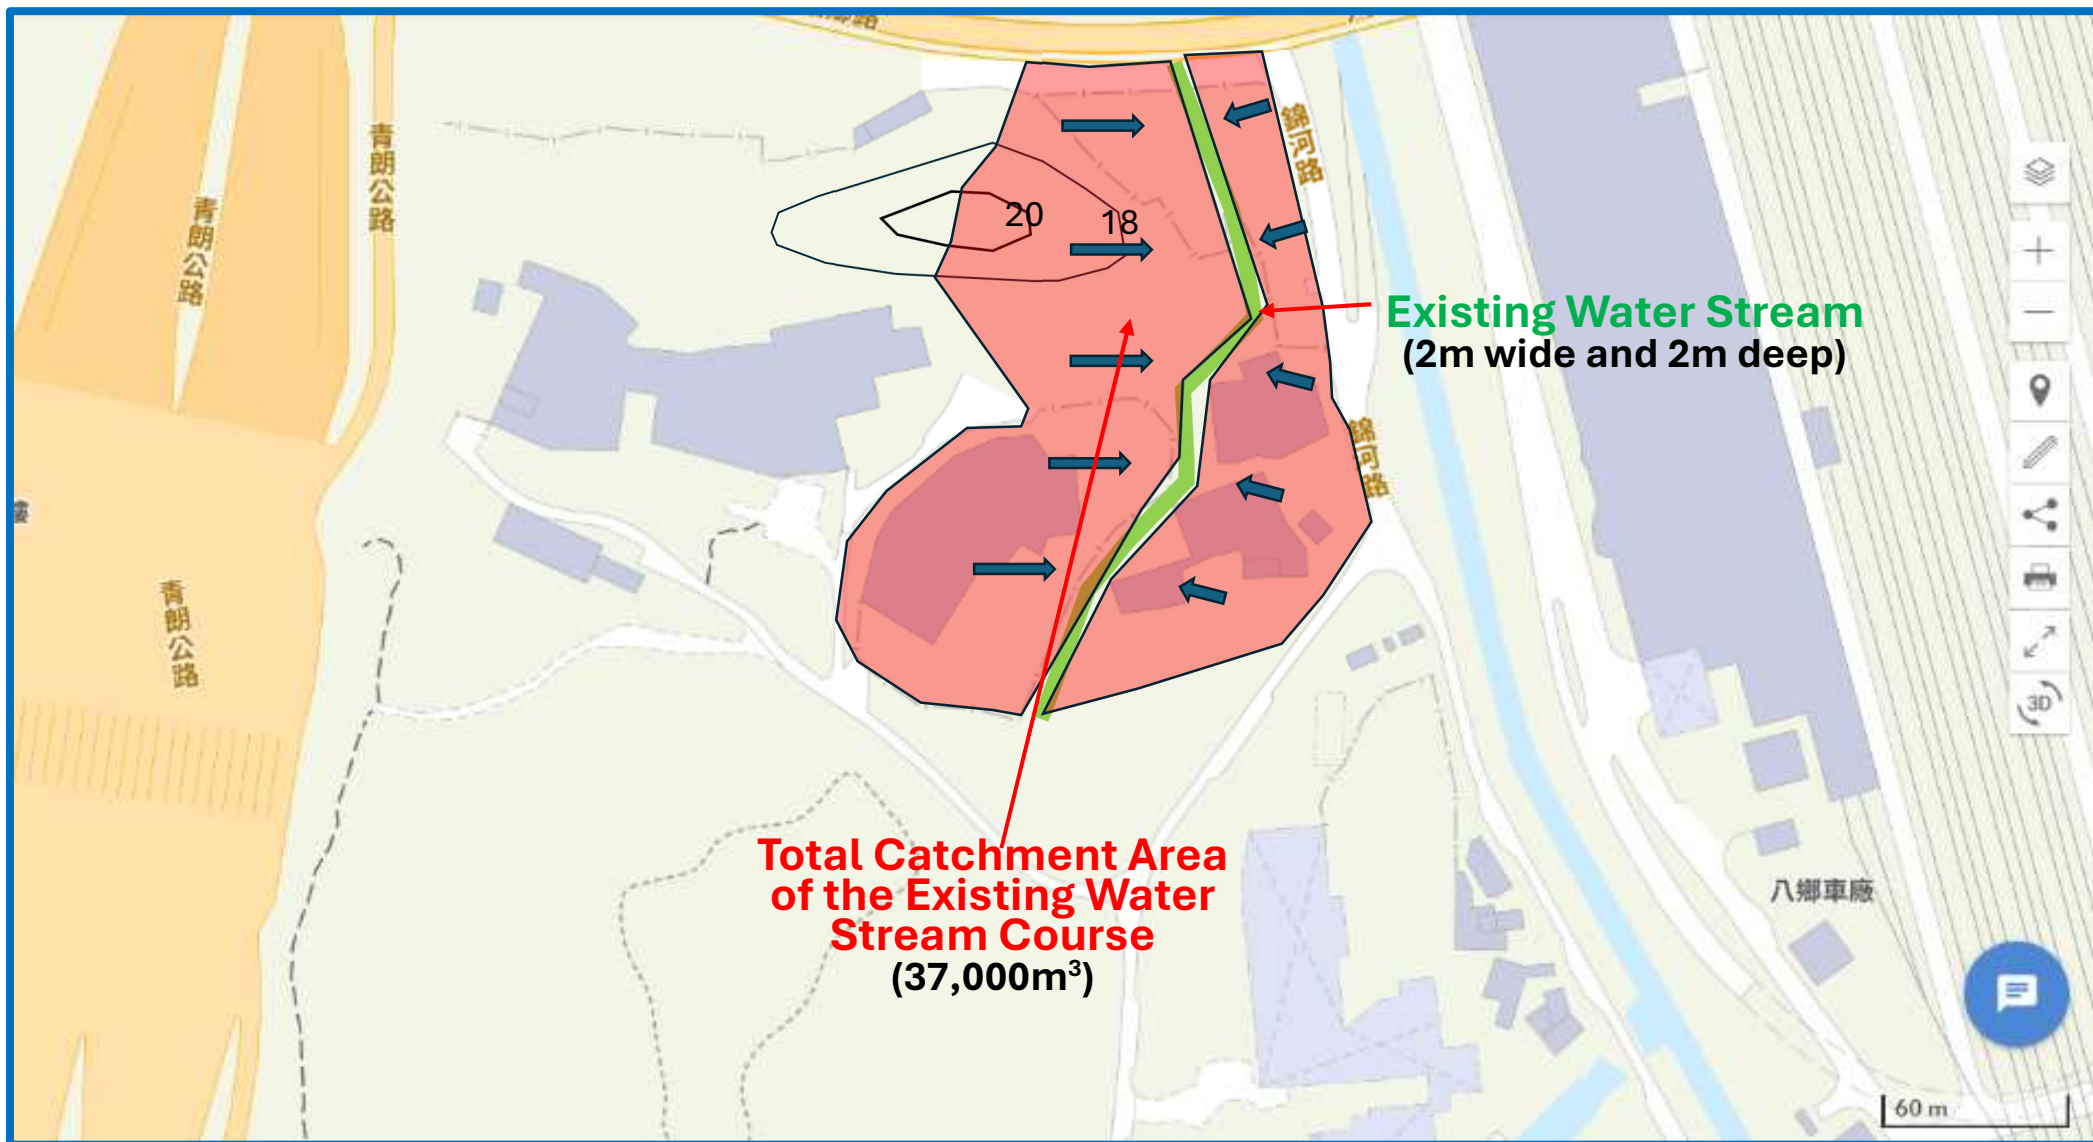 青朗公路
青朗公路
錦河路
20
18
Existing Water Stream
(2m wide and 2m deep)
錦河路
青朗公路
Total Catchment Area
of the Existing Water
Stream Course
(37,000m³)
八鄉車廠
3D
60 m